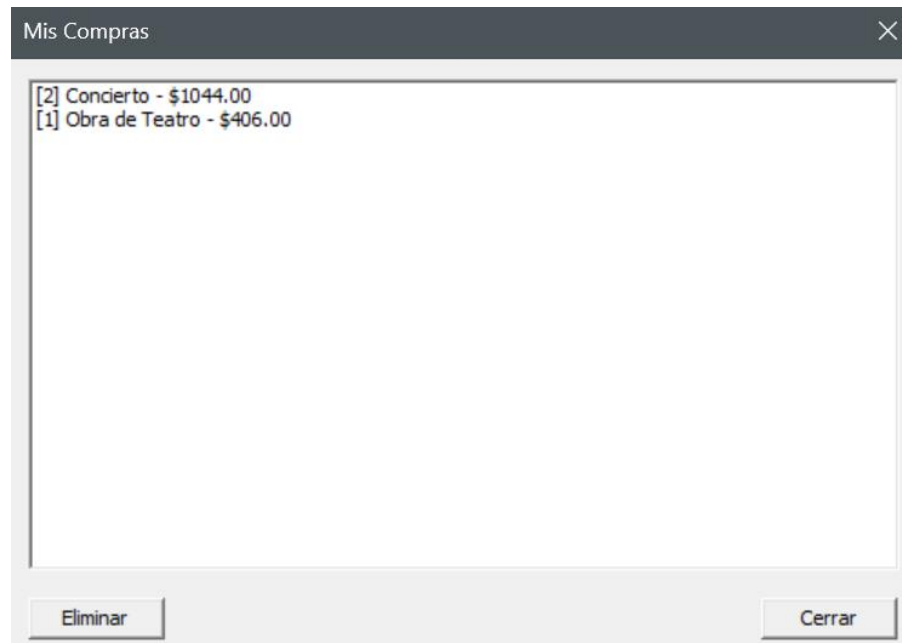 Mis Compras
[2] Concierto - $1044.00
[1] Obra de Teatro - $406.00
Eliminar
Cerrar